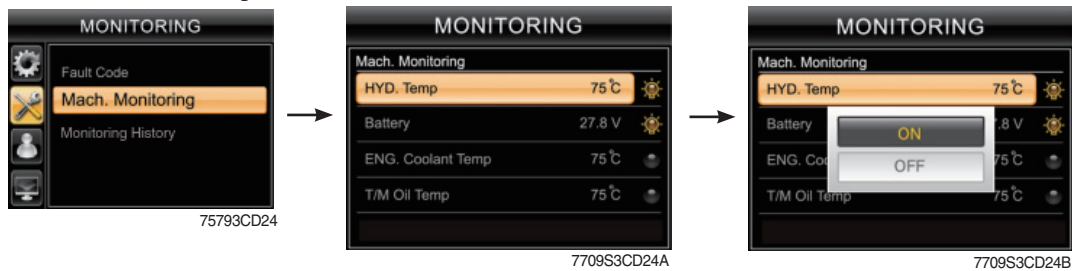 MONITORING
Fault Code
Mach. Monitoring
Monitoring History
75793CD24
MONITORING
Mach. Monitoring
HYD. Temp 75℃
Battery 27.8 V
ENG. Coolant Temp 75℃
T/M Oil Temp 75℃
7709S3CD24A
MONITORING
Mach. Monitoring
HYD. Temp 75℃
Battery .8 V
ON
ENG. Coo 75℃
OFF
T/M Oil Temp 75℃
7709S3CD24B